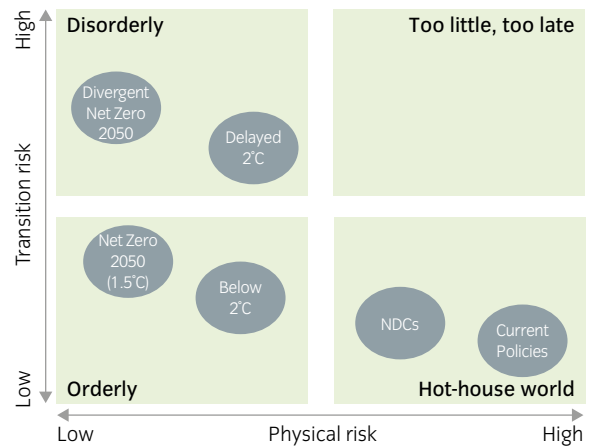 High
Transition risk
Low
Disorderly
Divergent
Net Zero
2050
Delayed
2°C
Too little, too late
Net Zero
2050
(1.5°C)
Below
2°C
Orderly
NDCs
Current
Policies
Hot-house world
Low
Physical risk
High